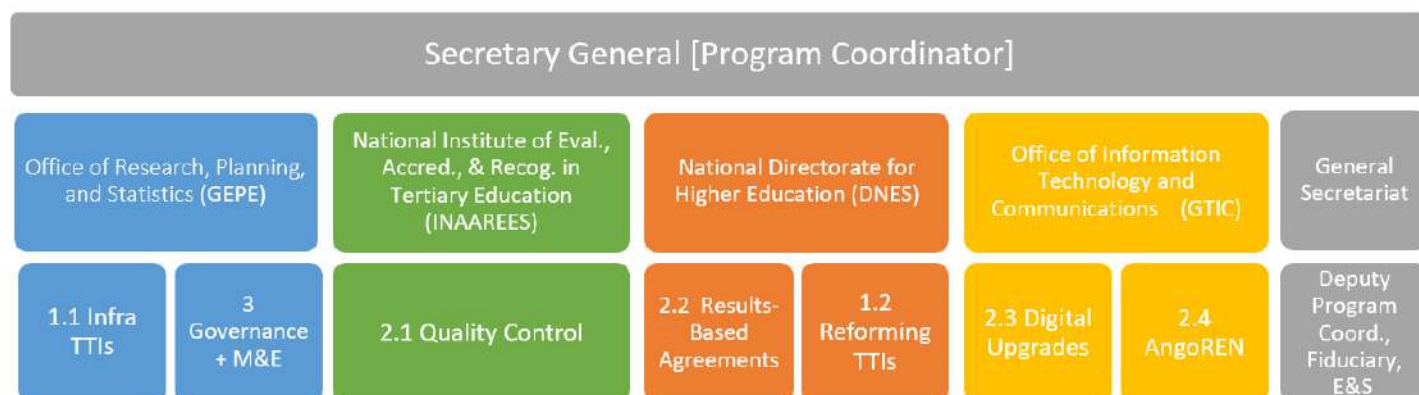 Secretary General [Program Coordinator]
Office of Research, Planning,
and Statistics (GEPE)
National Institute of Eval.,
Accred., & Recog. in
Tertiary Education
(INAAREES)
National Directorate for
Higher Education (DNES)
Office of Information
Technology and
Communications (GTIC)
General
Secretariat
1.1 Infra
TTIs
3
Governance
+ M&E
2.1 Quality Control
2.2 Results-
Based
Agreements
1.2
Reforming
TTIs
2.3 Digital
Upgrades
2.4
AngoREN
Deputy
Program
Coord.,
Fiduciary,
E&S